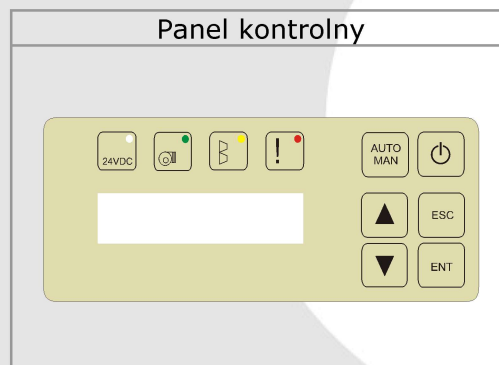 Panel kontrolny
24VDC
!
AUTO
MAN
ESC
ENT